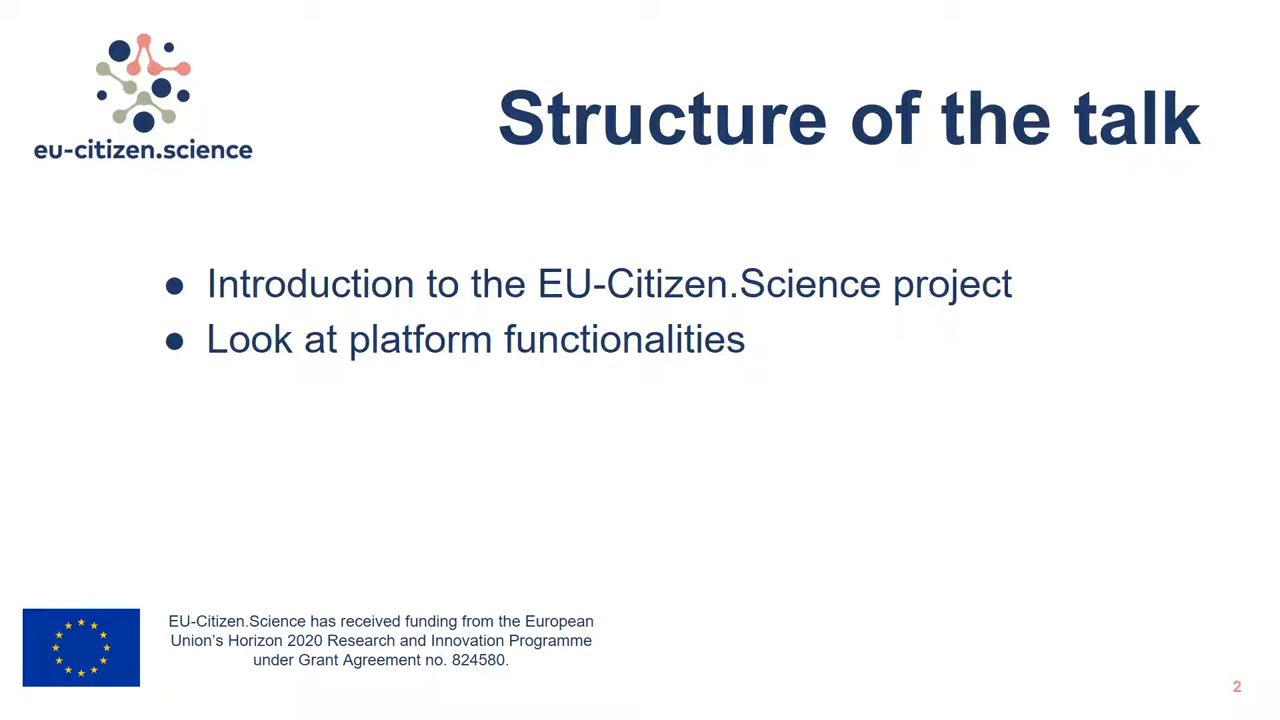 eu-citizen.science
Structure of the talk
● Introduction to the EU-Citizen.Science project
● Look at platform functionalities
EU-Citizen.Science has received funding from the European
Union’s Horizon 2020 Research and Innovation Programme
under Grant Agreement no. 824580.
2